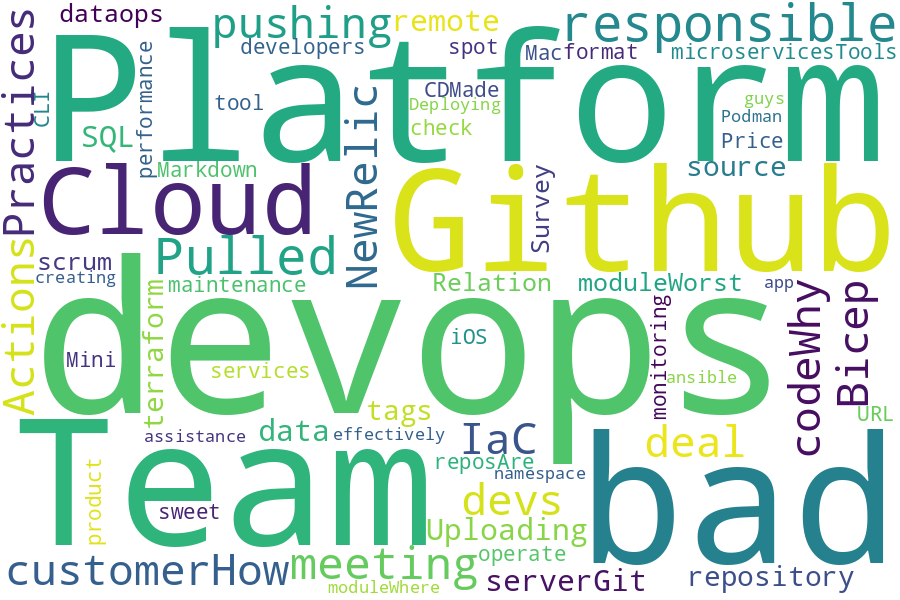 dataops
pushing
remote
responsible
developers
spot
Mac
format
microservicesTools
Platform
Practices
CLI
performance
tool
NewRelic
CDMade
Deploying
check
guys
Podman
Price
SQL
Markdown
source
Cloud
Github
Survey
Pulled
scrum
creating
maintenance
Relation
moduleWorst
app
Actions
devops
terraform
Mini
services
iOS
monitoring
ansible
codeWhy
Bicep
URL
tags
Team
assistance
data
effectively
IaC
deal
bad
reposAre
namespace
product
sweet
devs
Uploading
operate
customerHow
meeting
moduleWhere
serverGit
repository